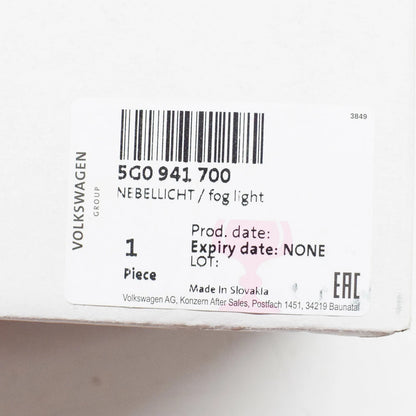 3849
VOLKSWAGEN
GROUP
5G0 941 700
NEBELLICHT / fog light
1
Piece
Prod. date:
Expiry date: NONE
LOT:
Made In Slovakia
EAC
Volkswagen AG, Konzern After Sales, Postfach 1451, 34219 Baunatal